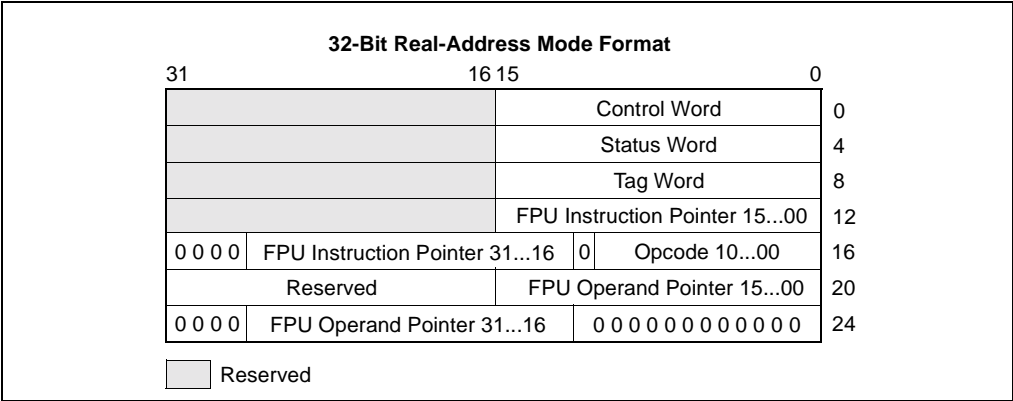 32-Bit Real-Address Mode Format
31 16 15 0
Control Word 0
Status Word 4
Tag Word 8
FPU Instruction Pointer 15...00 12
0 0 0 0 FPU Instruction Pointer 31...16 0 Opcode 10...00 16
Reserved FPU Operand Pointer 15...00 20
0 0 0 0 FPU Operand Pointer 31...16 0 0 0 0 0 0 0 0 0 0 0 0 24
Reserved